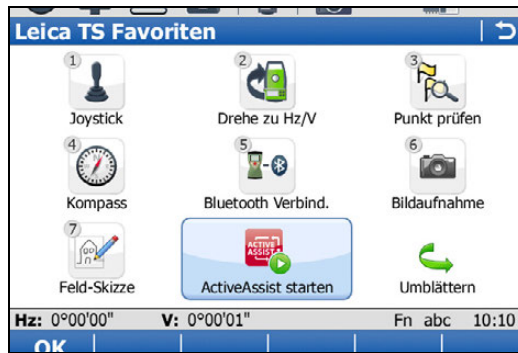 Leica TS Favoriten
1 2 3
Joystick Drehe zu Hz/V Punkt prüfen
4 5 6
Kompass Bluetooth Verbind. Bildaufnahme
7 ACTIVE ASSIST
Feld-Skizze ActiveAssist starten Umblättern
Hz: 0°00'00" V: 0°00'01" Fn abc 10:10
OK